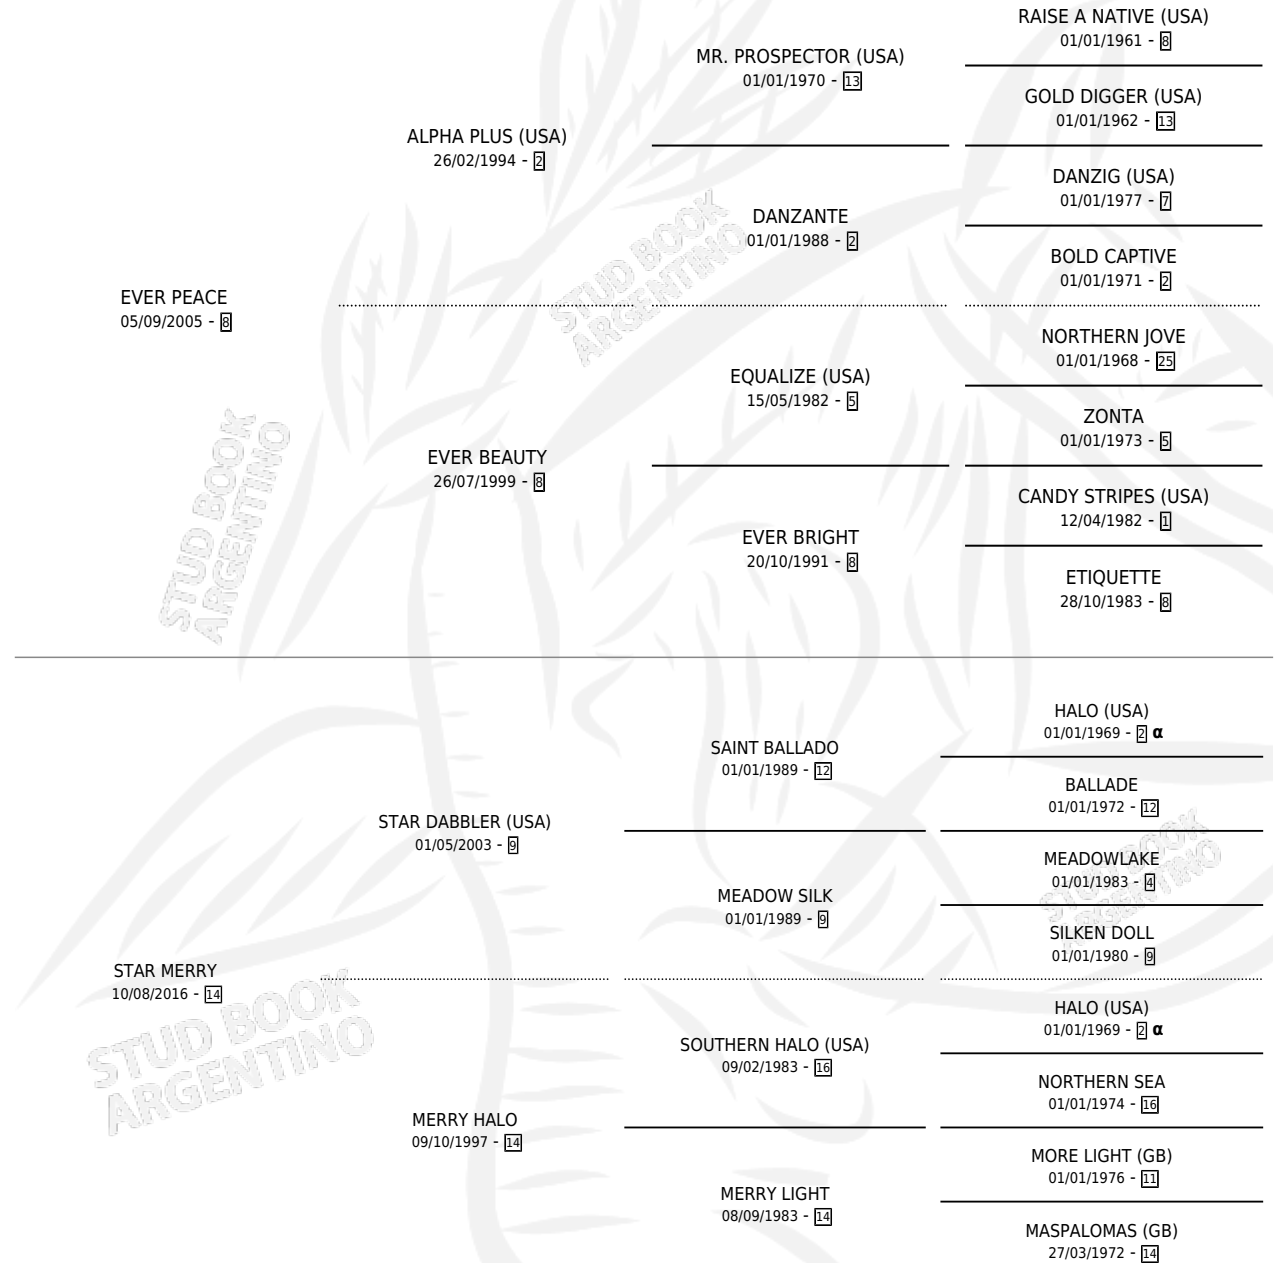 RAISE A NATIVE (USA)
01/01/1961 - 8
MR. PROSPECTOR (USA)
01/01/1970 - 13
GOLD DIGGER (USA)
01/01/1962 - 13
ALPHA PLUS (USA)
26/02/1994 - 2
DANZIG (USA)
01/01/1977 - 7
DANZANTE
01/01/1988 - 2
BOLD CAPTIVE
01/01/1971 - 2
EVER PEACE
05/09/2005 - 8
NORTHERN JOVE
01/01/1968 - 25
EQUALIZE (USA)
15/05/1982 - 5
ZONTA
01/01/1973 - 5
EVER BEAUTY
26/07/1999 - 8
CANDY STRIPES (USA)
12/04/1982 - 1
EVER BRIGHT
20/10/1991 - 8
ETIQUETTE
28/10/1983 - 8
HALO (USA)
01/01/1969 - 2 α
SAINT BALLADO
01/01/1989 - 12
BALLADE
01/01/1972 - 12
STAR DABBLER (USA)
01/05/2003 - 9
MEADOWLAKE
01/01/1983 - 4
MEADOW SILK
01/01/1989 - 9
SILKEN DOLL
01/01/1980 - 9
STAR MERRY
10/08/2016 - 14
HALO (USA)
01/01/1969 - 2 α
SOUTHERN HALO (USA)
09/02/1983 - 16
NORTHERN SEA
01/01/1974 - 16
MERRY HALO
09/10/1997 - 14
MORE LIGHT (GB)
01/01/1976 - 11
MERRY LIGHT
08/09/1983 - 14
MASPALOMAS (GB)
27/03/1972 - 14
STUD BOOK
ARGENTINO
STUD BOOK
ARGENTINO
STUD BOOK
ARGENTINO
STUD BOOK
ARGENTINO